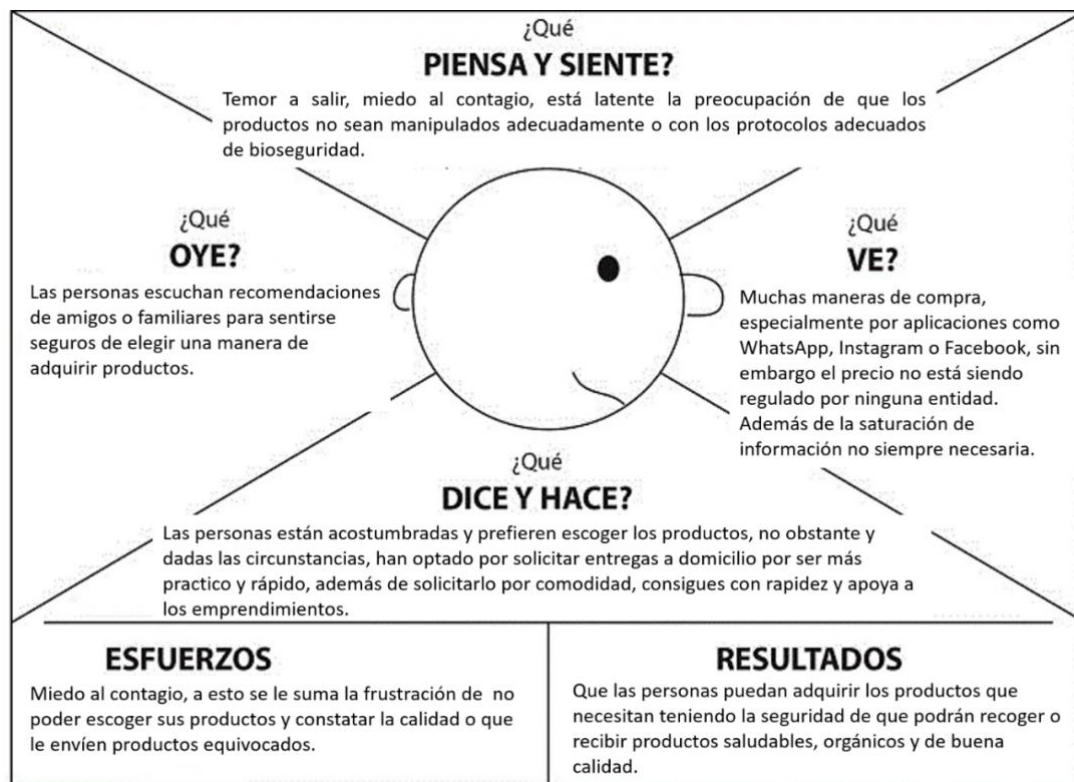 ¿Qué
PIENSA Y SIENTE?
Temor a salir, miedo al contagio, está latente la preocupación de que los
productos no sean manipulados adecuadamente o con los protocolos adecuados
de bioseguridad.
¿Qué
OYE?
Las personas escuchan recomendaciones
de amigos o familiares para sentirse
seguros de elegir una manera de
adquirir productos.
¿Qué
VE?
Muchas maneras de compra,
especialmente por aplicaciones como
WhatsApp, Instagram o Facebook, sin
embargo el precio no está siendo
regulado por ninguna entidad.
Además de la saturación de
información no siempre necesaria.
¿Qué
DICE Y HACE?
Las personas están acostumbradas y prefieren escoger los productos, no obstante y
dadas las circunstancias, han optado por solicitar entregas a domicilio por ser más
practico y rápido, además de solicitarlo por comodidad, consigues con rapidez y apoya a
los emprendimientos.
ESFUERZOS
Miedo al contagio, a esto se le suma la frustración de no
poder escoger sus productos y constatar la calidad o que
le envíen productos equivocados.
RESULTADOS
Que las personas puedan adquirir los productos que
necesitan teniendo la seguridad de que podrán recoger o
recibir productos saludables, orgánicos y de buena
calidad.